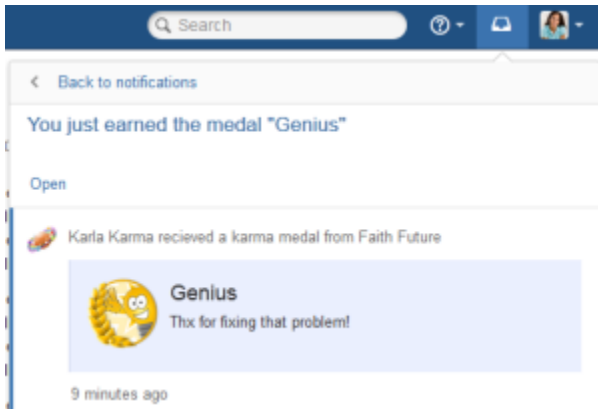 Search
Back to notifications
You just earned the medal "Genius"
Open
Karla Karma recieved a karma medal from Faith Future
Genius
Thx for fixing that problem!
9 minutes ago